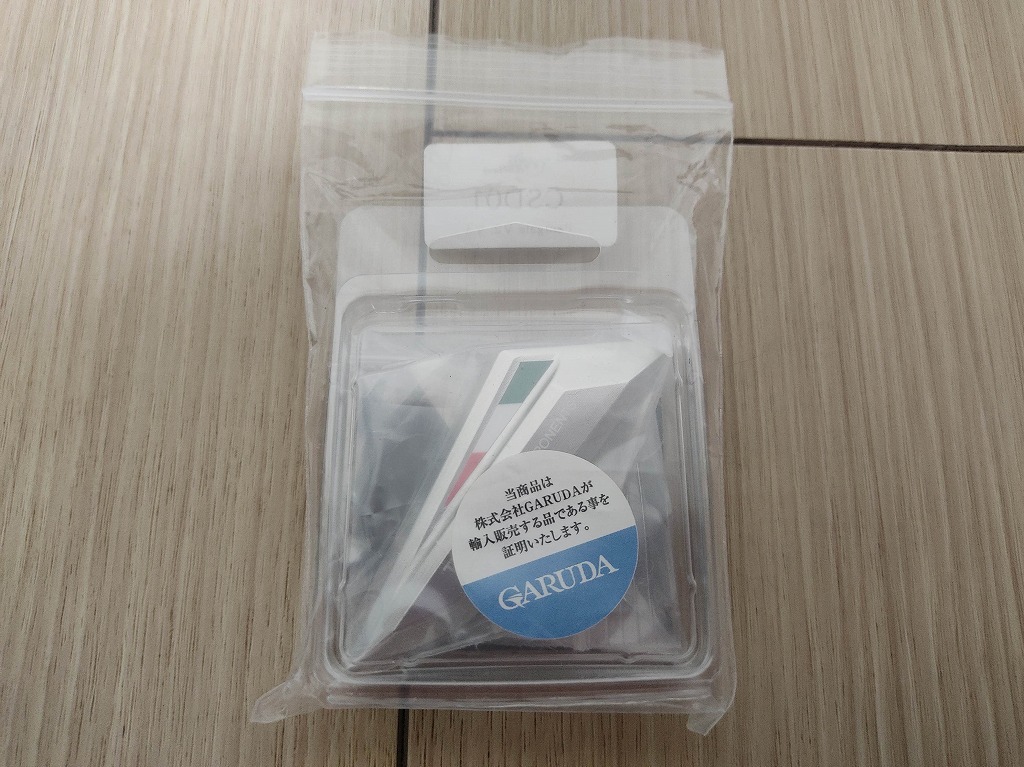 CSD01
当商品は
株式会社GARUDAが
輸入販売する品である事を
証明いたします。
GARUDA